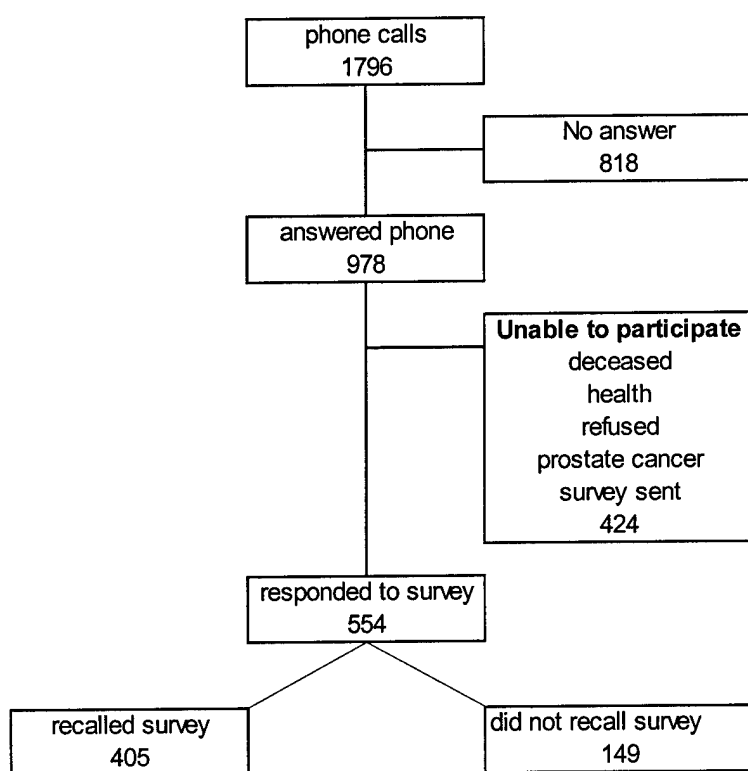 phone calls
1796
No answer
818
answered phone
978
Unable to participate
deceased
health
refused
prostate cancer
survey sent
424
responded to survey
554
recalled survey
405
did not recall survey
149